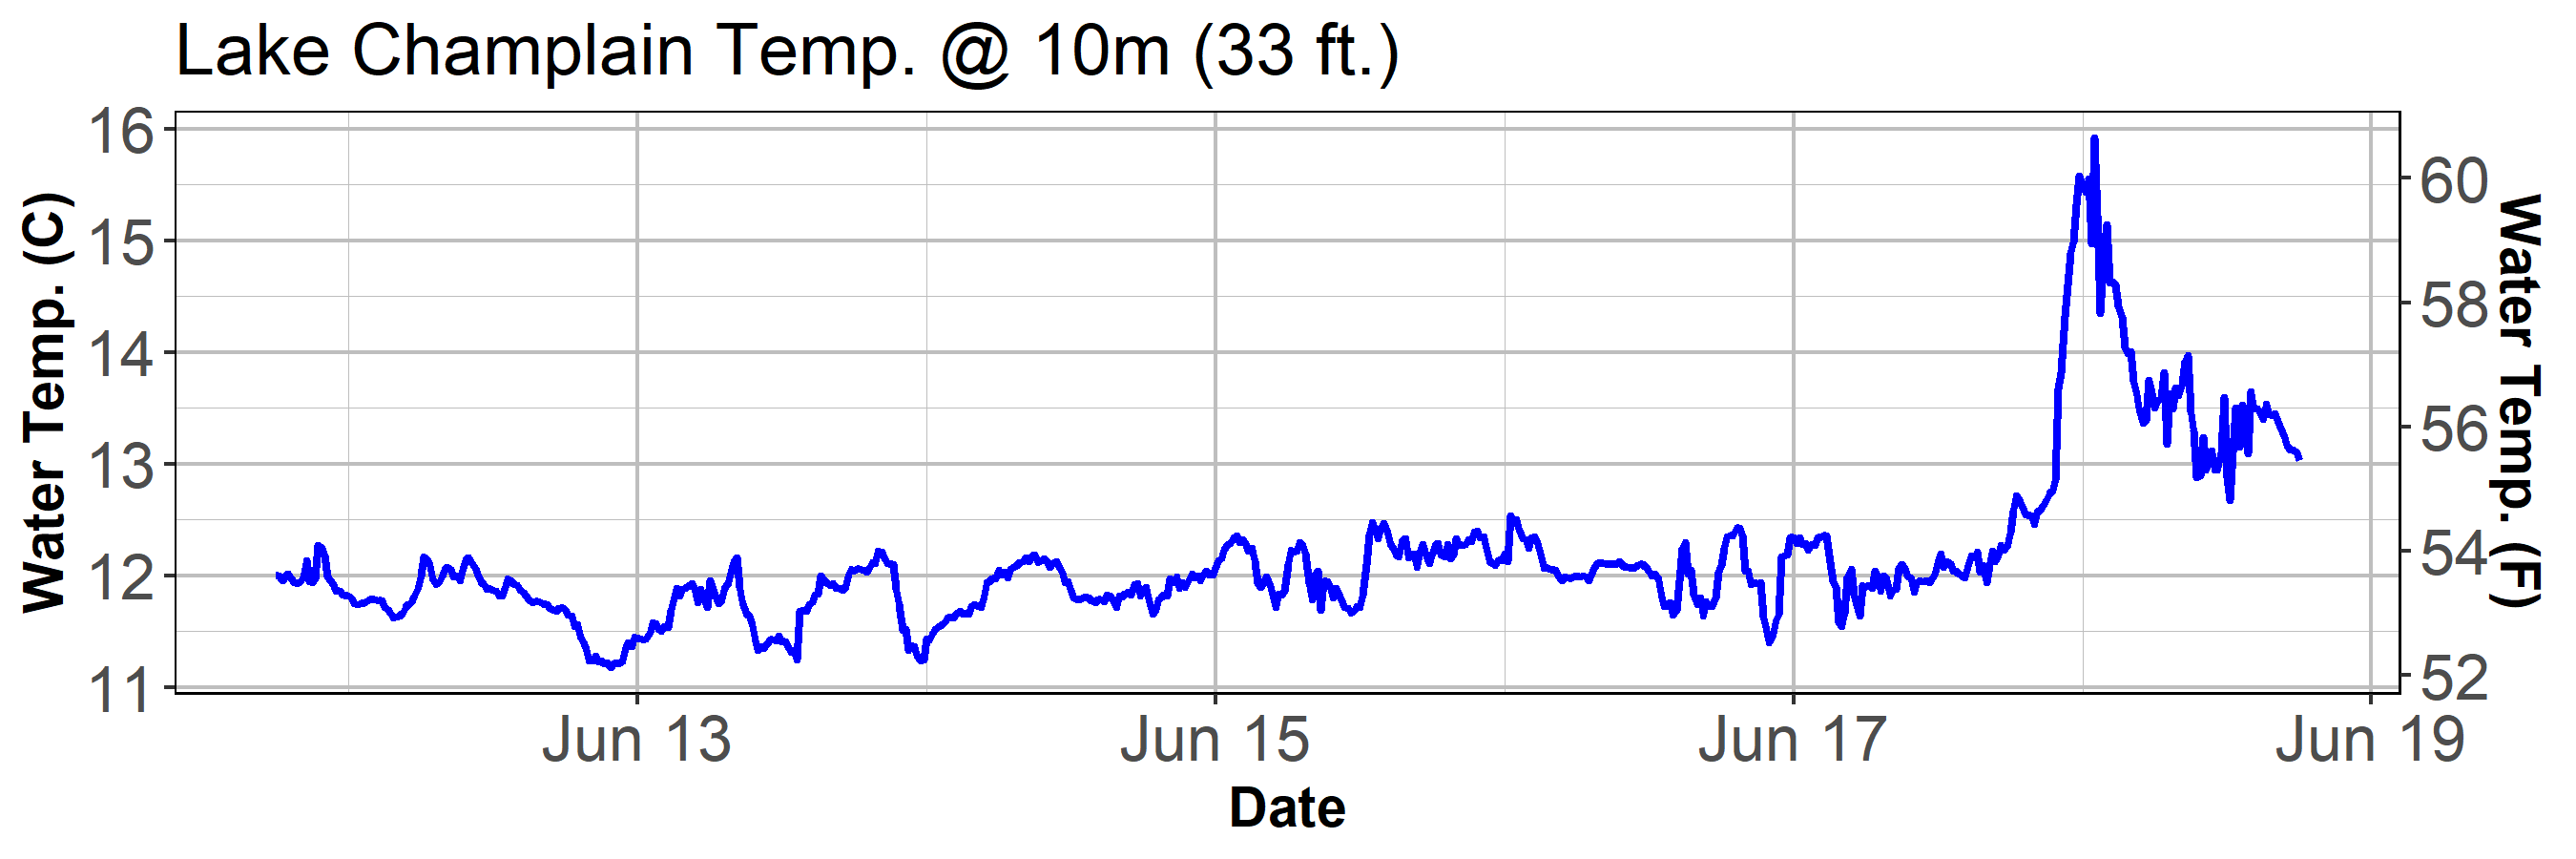 Lake Champlain Temp. @ 10m (33 ft.)
Water Temp. (C)
16
15
14
13
12
11
60
58
56
54
52
Water Temp. (F)
Jun 13
Jun 15
Jun 17
Jun 19
Date